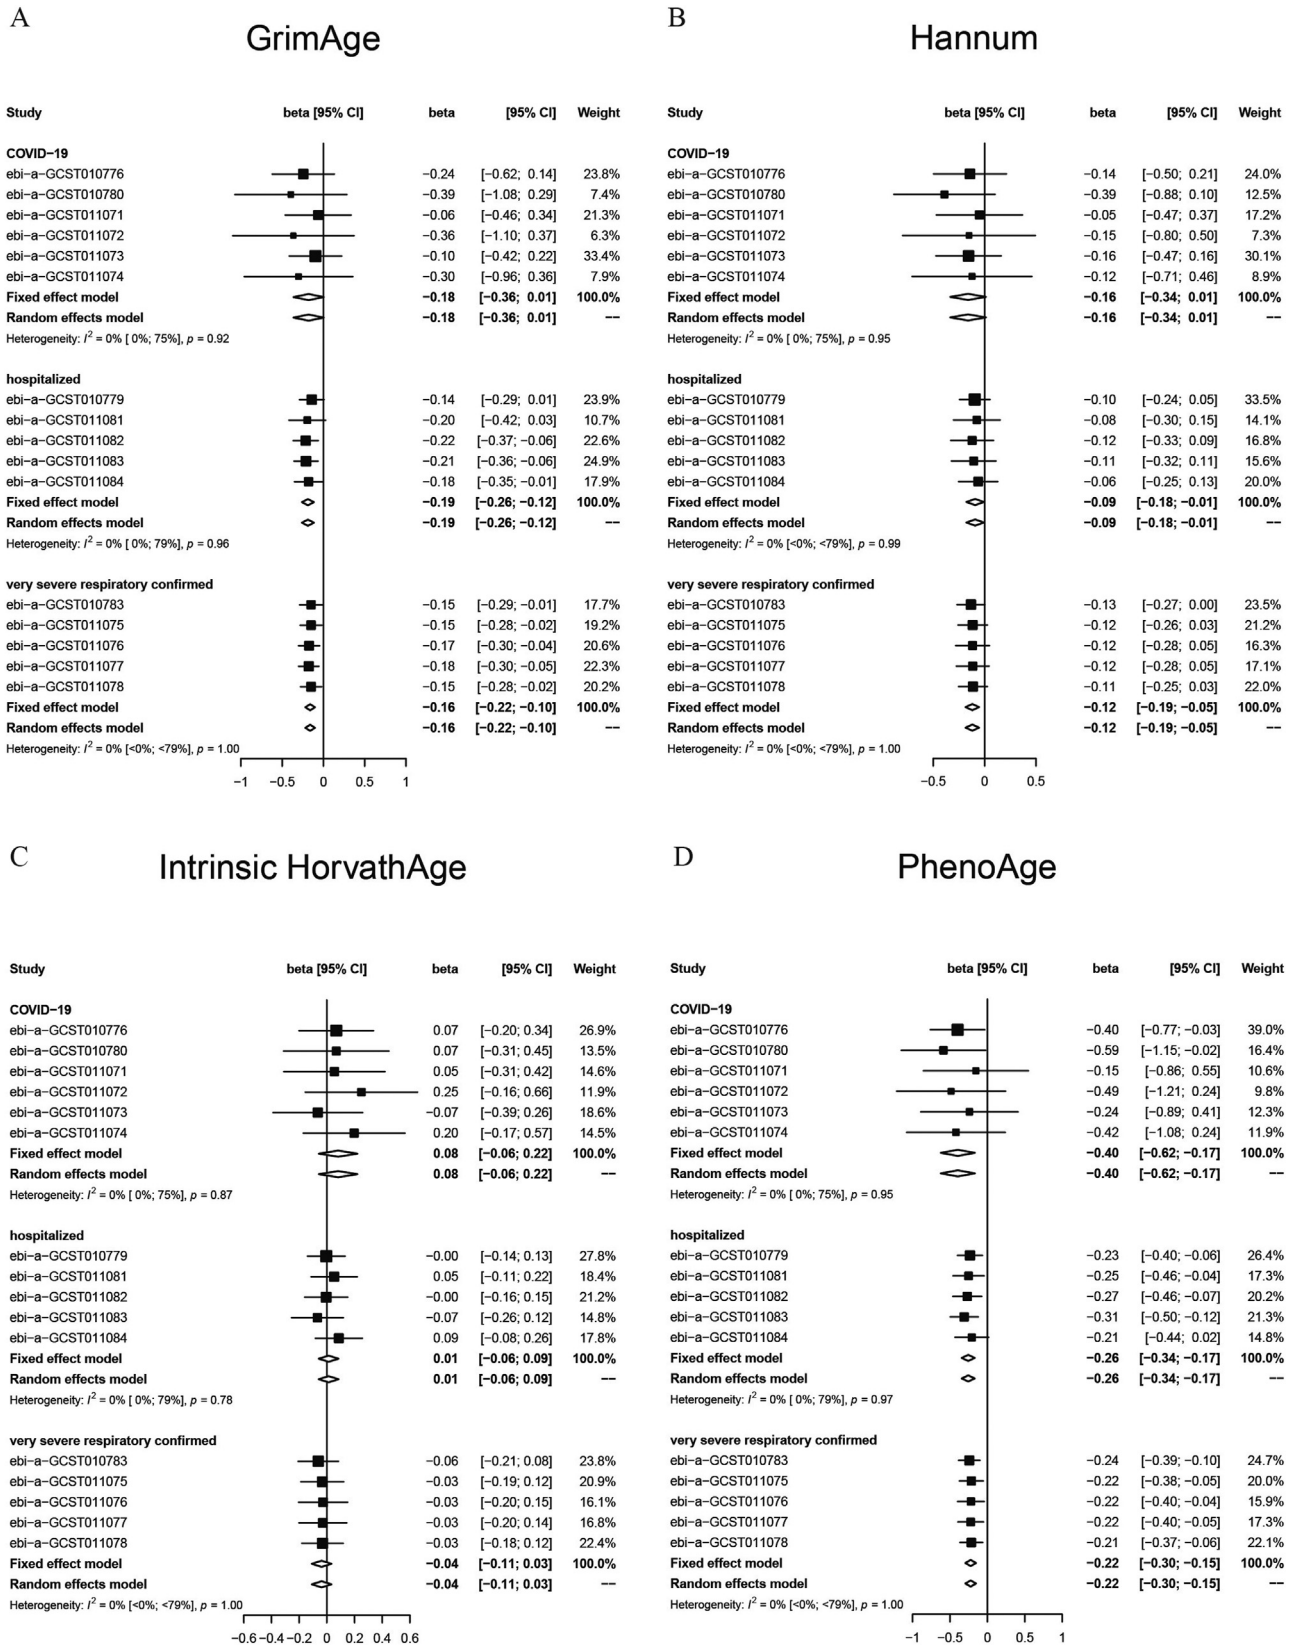 A
GrimAge
Study beta [95% CI] beta [95% CI] Weight
COVID−19
ebi−a−GCST010776 −0.24 [−0.62; 0.14] 23.8%
ebi−a−GCST010780 −0.39 [−1.08; 0.29] 7.4%
ebi−a−GCST011071 −0.06 [−0.46; 0.34] 21.3%
ebi−a−GCST011072 −0.36 [−1.10; 0.37] 6.3%
ebi−a−GCST011073 −0.10 [−0.42; 0.22] 33.4%
ebi−a−GCST011074 −0.30 [−0.96; 0.36] 7.9%
Fixed effect model −0.18 [−0.36; 0.01] 100.0%
Random effects model −0.18 [−0.36; 0.01] −−
Heterogeneity: I² = 0% [ 0%; 75%], p = 0.92
hospitalized
ebi−a−GCST010779 −0.14 [−0.29; 0.01] 23.9%
ebi−a−GCST011081 −0.20 [−0.42; 0.03] 10.7%
ebi−a−GCST011082 −0.22 [−0.37; −0.06] 22.6%
ebi−a−GCST011083 −0.21 [−0.36; −0.06] 24.9%
ebi−a−GCST011084 −0.18 [−0.35; −0.01] 17.9%
Fixed effect model −0.19 [−0.26; −0.12] 100.0%
Random effects model −0.19 [−0.26; −0.12] −−
Heterogeneity: I² = 0% [ 0%; 79%], p = 0.96
very severe respiratory confirmed
ebi−a−GCST010783 −0.15 [−0.29; −0.01] 17.7%
ebi−a−GCST011075 −0.15 [−0.28; −0.02] 19.2%
ebi−a−GCST011076 −0.17 [−0.30; −0.04] 20.6%
ebi−a−GCST011077 −0.18 [−0.30; −0.05] 22.3%
ebi−a−GCST011078 −0.15 [−0.28; −0.02] 20.2%
Fixed effect model −0.16 [−0.22; −0.10] 100.0%
Random effects model −0.16 [−0.22; −0.10] −−
Heterogeneity: I² = 0% [<0%; <79%], p = 1.00
−1 −0.5 0 0.5 1
B
Hannum
Study beta [95% CI] beta [95% CI] Weight
COVID−19
ebi−a−GCST010776 −0.14 [−0.50; 0.21] 24.0%
ebi−a−GCST010780 −0.39 [−0.88; 0.10] 12.5%
ebi−a−GCST011071 −0.05 [−0.47; 0.37] 17.2%
ebi−a−GCST011072 −0.15 [−0.80; 0.50] 7.3%
ebi−a−GCST011073 −0.16 [−0.47; 0.16] 30.1%
ebi−a−GCST011074 −0.12 [−0.71; 0.46] 8.9%
Fixed effect model −0.16 [−0.34; 0.01] 100.0%
Random effects model −0.16 [−0.34; 0.01] −−
Heterogeneity: I² = 0% [ 0%; 75%], p = 0.95
hospitalized
ebi−a−GCST010779 −0.10 [−0.24; 0.05] 33.5%
ebi−a−GCST011081 −0.08 [−0.30; 0.15] 14.1%
ebi−a−GCST011082 −0.12 [−0.33; 0.09] 16.8%
ebi−a−GCST011083 −0.11 [−0.32; 0.11] 15.6%
ebi−a−GCST011084 −0.06 [−0.25; 0.13] 20.0%
Fixed effect model −0.09 [−0.18; −0.01] 100.0%
Random effects model −0.09 [−0.18; −0.01] −−
Heterogeneity: I² = 0% [<0%; <79%], p = 0.99
very severe respiratory confirmed
ebi−a−GCST010783 −0.13 [−0.27; 0.00] 23.5%
ebi−a−GCST011075 −0.12 [−0.26; 0.03] 21.2%
ebi−a−GCST011076 −0.12 [−0.28; 0.05] 16.3%
ebi−a−GCST011077 −0.12 [−0.28; 0.05] 17.1%
ebi−a−GCST011078 −0.11 [−0.25; 0.03] 22.0%
Fixed effect model −0.12 [−0.19; −0.05] 100.0%
Random effects model −0.12 [−0.19; −0.05] −−
Heterogeneity: I² = 0% [<0%; <79%], p = 1.00
−0.5 0 0.5
C
Intrinsic HorvathAge
Study beta [95% CI] beta [95% CI] Weight
COVID−19
ebi−a−GCST010776 0.07 [−0.20; 0.34] 26.9%
ebi−a−GCST010780 0.07 [−0.31; 0.45] 13.5%
ebi−a−GCST011071 0.05 [−0.31; 0.42] 14.6%
ebi−a−GCST011072 0.25 [−0.16; 0.66] 11.9%
ebi−a−GCST011073 −0.07 [−0.39; 0.26] 18.6%
ebi−a−GCST011074 0.20 [−0.17; 0.57] 14.5%
Fixed effect model 0.08 [−0.06; 0.22] 100.0%
Random effects model 0.08 [−0.06; 0.22] −−
Heterogeneity: I² = 0% [ 0%; 75%], p = 0.87
hospitalized
ebi−a−GCST010779 −0.00 [−0.14; 0.13] 27.8%
ebi−a−GCST011081 0.05 [−0.11; 0.22] 18.4%
ebi−a−GCST011082 −0.00 [−0.16; 0.15] 21.2%
ebi−a−GCST011083 −0.07 [−0.26; 0.12] 14.8%
ebi−a−GCST011084 0.09 [−0.08; 0.26] 17.8%
Fixed effect model 0.01 [−0.06; 0.09] 100.0%
Random effects model 0.01 [−0.06; 0.09] −−
Heterogeneity: I² = 0% [ 0%; 79%], p = 0.78
very severe respiratory confirmed
ebi−a−GCST010783 −0.06 [−0.21; 0.08] 23.8%
ebi−a−GCST011075 −0.03 [−0.19; 0.12] 20.9%
ebi−a−GCST011076 −0.03 [−0.20; 0.15] 16.1%
ebi−a−GCST011077 −0.03 [−0.20; 0.14] 16.8%
ebi−a−GCST011078 −0.03 [−0.18; 0.12] 22.4%
Fixed effect model −0.04 [−0.11; 0.03] 100.0%
Random effects model −0.04 [−0.11; 0.03] −−
Heterogeneity: I² = 0% [<0%; <79%], p = 1.00
−0.6 −0.4 −0.2 0 0.2 0.4 0.6
D
PhenoAge
Study beta [95% CI] beta [95% CI] Weight
COVID−19
ebi−a−GCST010776 −0.40 [−0.77; −0.03] 39.0%
ebi−a−GCST010780 −0.59 [−1.15; −0.02] 16.4%
ebi−a−GCST011071 −0.15 [−0.86; 0.55] 10.6%
ebi−a−GCST011072 −0.49 [−1.21; 0.24] 9.8%
ebi−a−GCST011073 −0.24 [−0.89; 0.41] 12.3%
ebi−a−GCST011074 −0.42 [−1.08; 0.24] 11.9%
Fixed effect model −0.40 [−0.62; −0.17] 100.0%
Random effects model −0.40 [−0.62; −0.17] −−
Heterogeneity: I² = 0% [ 0%; 75%], p = 0.95
hospitalized
ebi−a−GCST010779 −0.23 [−0.40; −0.06] 26.4%
ebi−a−GCST011081 −0.25 [−0.46; −0.04] 17.3%
ebi−a−GCST011082 −0.27 [−0.46; −0.07] 20.2%
ebi−a−GCST011083 −0.31 [−0.50; −0.12] 21.3%
ebi−a−GCST011084 −0.21 [−0.44; 0.02] 14.8%
Fixed effect model −0.26 [−0.34; −0.17] 100.0%
Random effects model −0.26 [−0.34; −0.17] −−
Heterogeneity: I² = 0% [ 0%; 79%], p = 0.97
very severe respiratory confirmed
ebi−a−GCST010783 −0.24 [−0.39; −0.10] 24.7%
ebi−a−GCST011075 −0.22 [−0.38; −0.05] 20.0%
ebi−a−GCST011076 −0.22 [−0.40; −0.04] 15.9%
ebi−a−GCST011077 −0.22 [−0.40; −0.05] 17.3%
ebi−a−GCST011078 −0.21 [−0.37; −0.06] 22.1%
Fixed effect model −0.22 [−0.30; −0.15] 100.0%
Random effects model −0.22 [−0.30; −0.15] −−
Heterogeneity: I² = 0% [<0%; <79%], p = 1.00
−1 −0.5 0 0.5 1